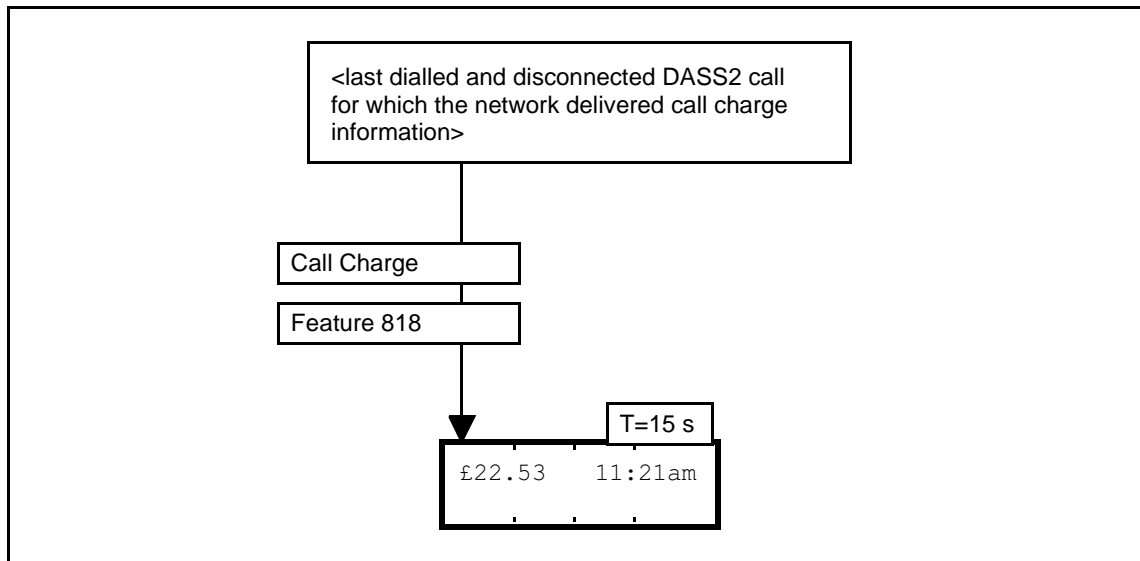 <last dialled and disconnected DASS2 call
for which the network delivered call charge
information>
Call Charge
Feature 818
T=15 s
£22.53 11:21am